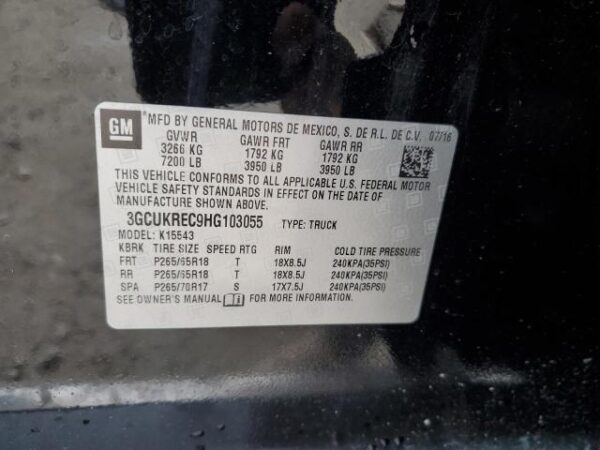 GM
MFD BY GENERAL MOTORS DE MEXICO, S. DE R.L. DE C.V. 07/16
GVWR GAWR FRT GAWR RR
3266 KG 1792 KG 1792 KG
7200 LB 3950 LB 3950 LB
THIS VEHICLE CONFORMS TO ALL APPLICABLE U.S. FEDERAL MOTOR
VEHICLE SAFETY STANDARDS IN EFFECT ON THE DATE OF
MANUFACTURE SHOWN ABOVE.
3GCUKREC9HG103055 TYPE: TRUCK
MODEL: K15543
KBRK TIRE SIZE SPEED RTG RIM COLD TIRE PRESSURE
FRT P265/65R18 T 18X8.5J 240KPA(35PSI)
RR P265/65R18 T 18X8.5J 240KPA(35PSI)
SPA P265/70R17 S 17X7.5J 240KPA(35PSI)
SEE OWNER'S MANUAL FOR MORE INFORMATION.